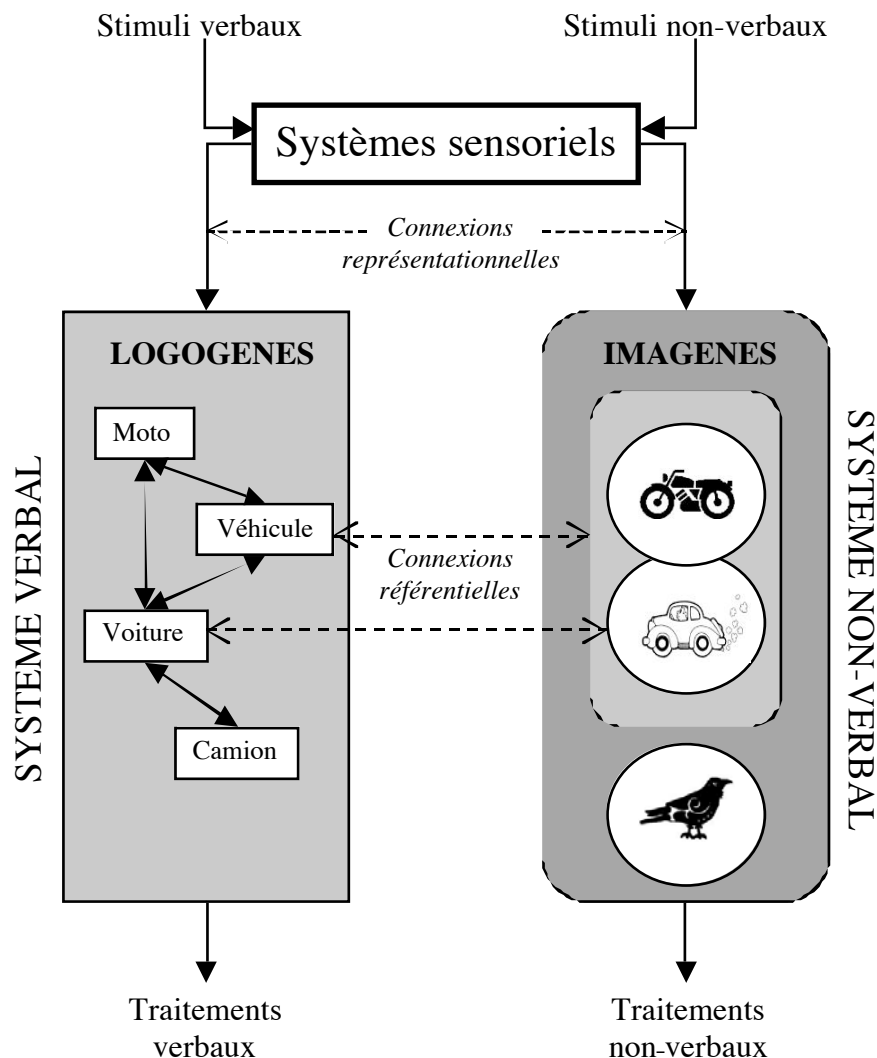 Stimuli verbaux
Stimuli non-verbaux
Systèmes sensoriels
Connexions
représentationnelles
LOGOGENES
IMAGENES
Moto
Véhicule
Voiture
Camion
Connexions
référentielles
SYSTEME VERBAL
SYSTEME NON-VERBAL
Traitements
verbaux
Traitements
non-verbaux